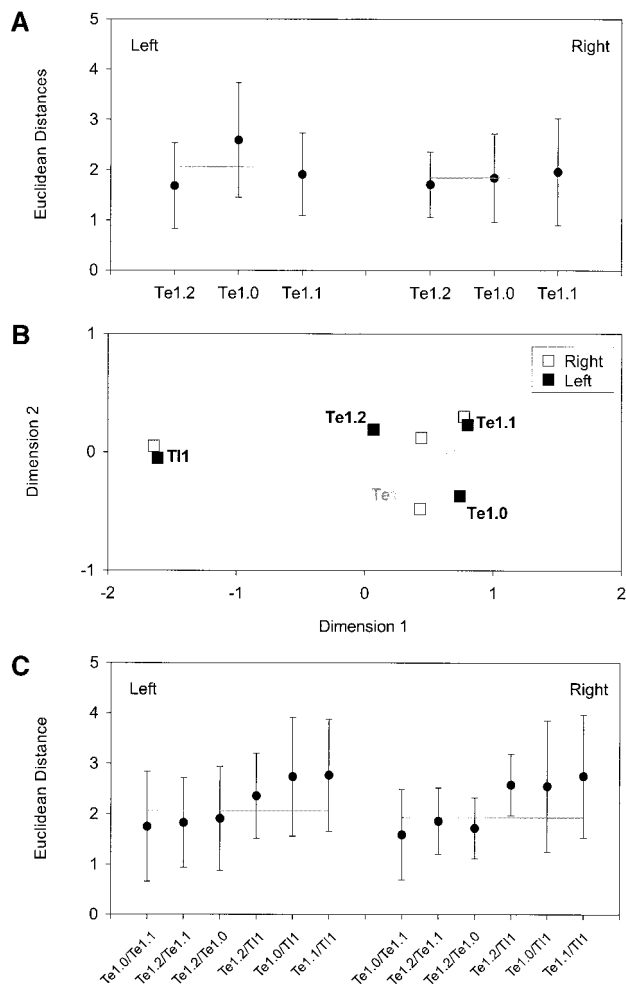 A
5
Left
Right
4
3
2
1
0
Euclidean Distances
Te1.2 Te1.0 Te1.1 Te1.2 Te1.0 Te1.1
B
1
Right
Left
Te1.2
Te1.1
0
Tl1
Te1.0
-1
Dimension 2
-2 -1 0 1 2
Dimension 1
C
5
Left
Right
4
3
2
1
0
Euclidean Distance
Te1.0/Te1.1 Te1.2/Te1.1 Te1.2/Te1.0 Te1.2/Tl1 Te1.0/Tl1 Te1.1/Tl1 Te1.0/Te1.1 Te1.2/Te1.1 Te1.2/Te1.0 Te1.2/Tl1 Te1.0/Tl1 Te1.1/Tl1